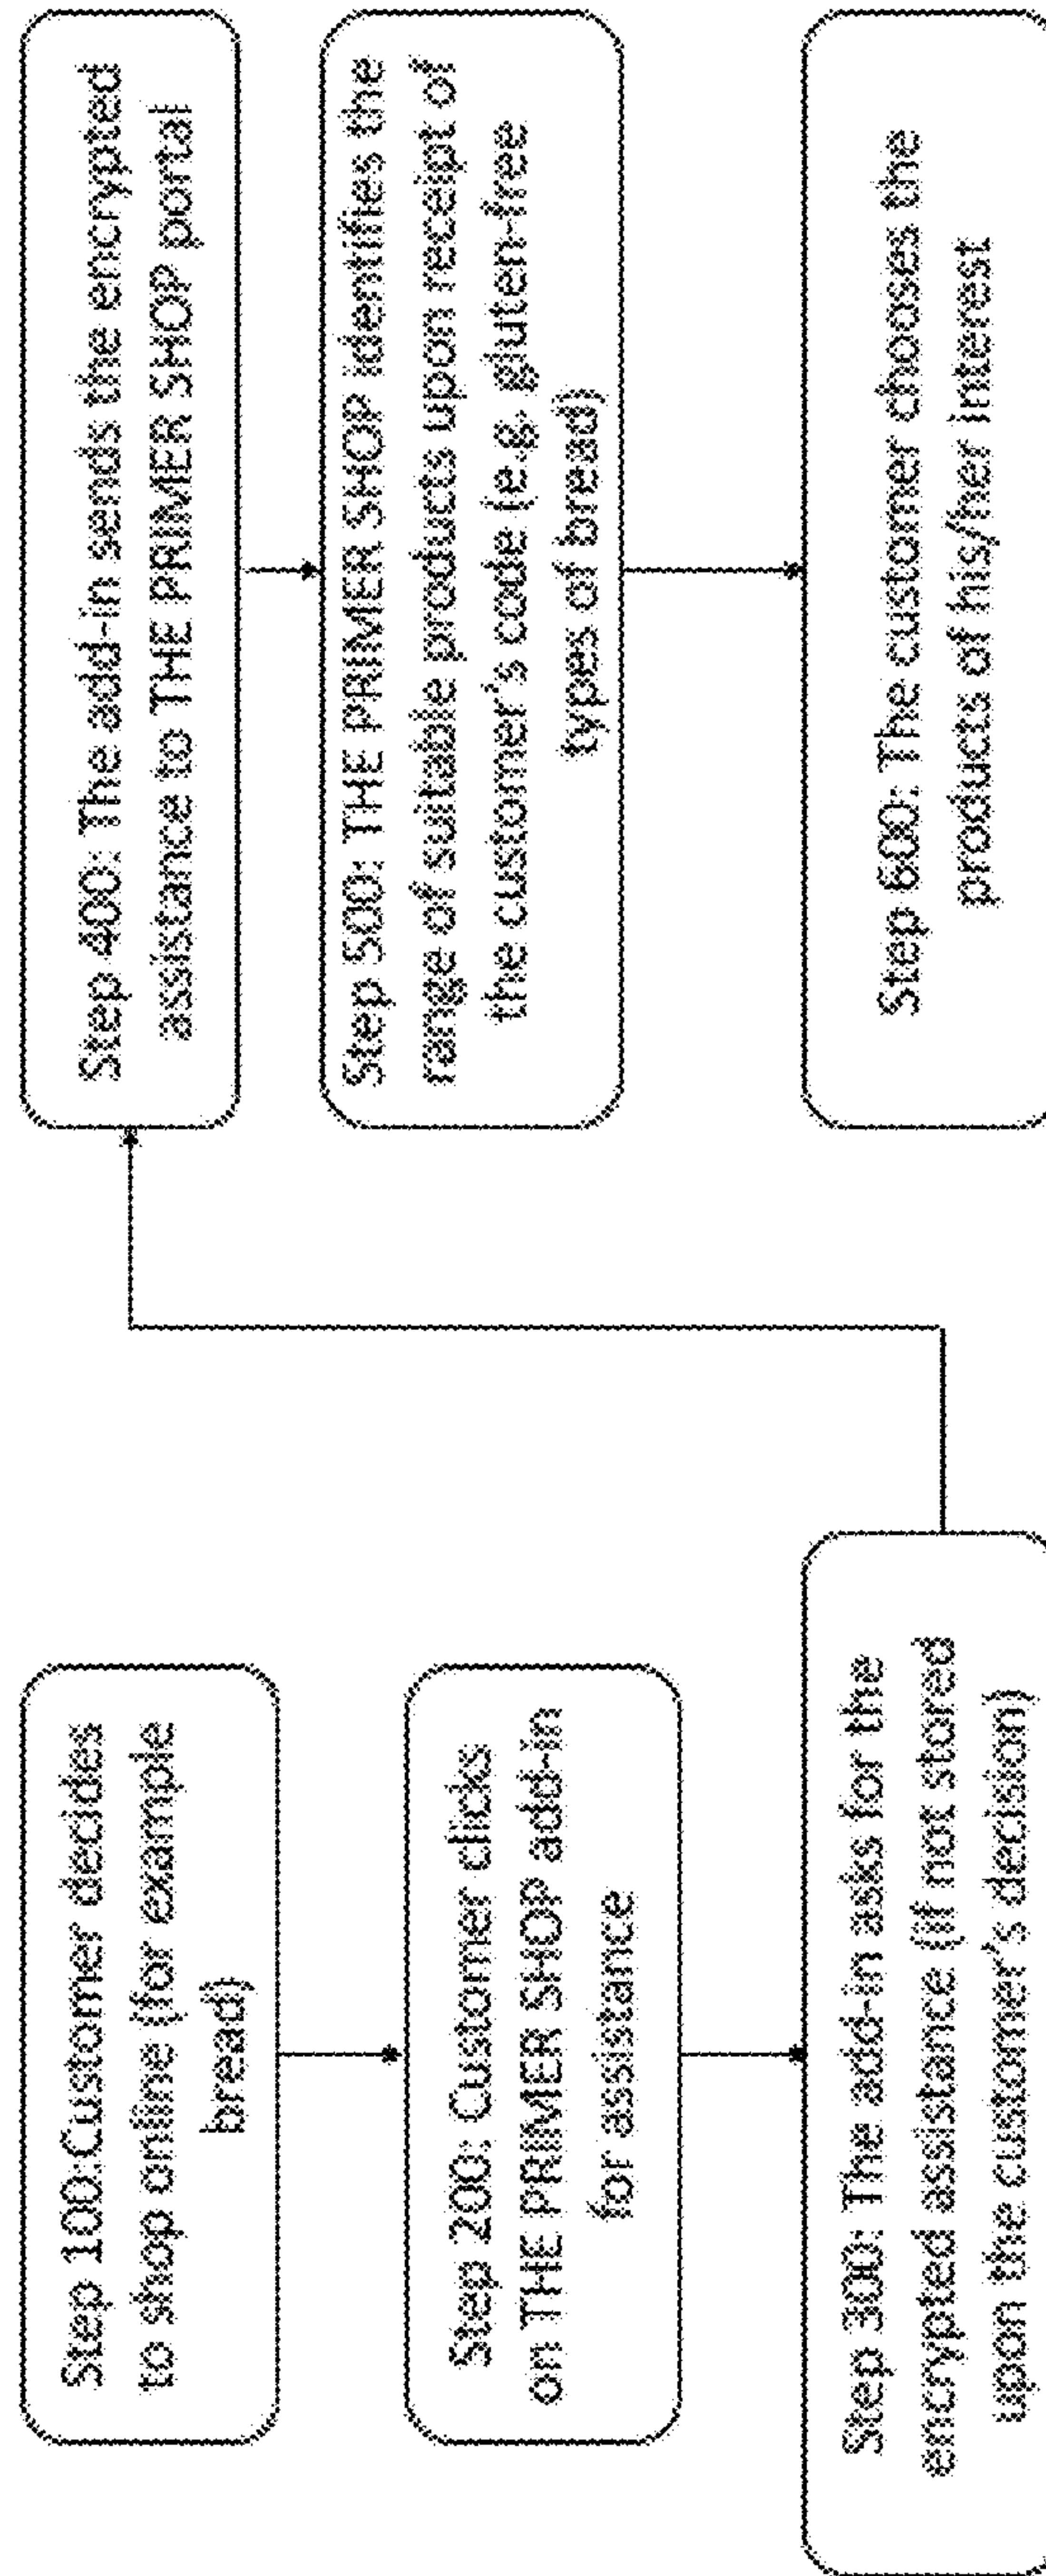 Step 100:Customer decides
to shop online (for example
bread)
Step 200: Customer clicks
on THE PRIMER SHOP add-in
for assistance
Step 300: The add-in asks for the
encrypted assistance (if not stored
upon the customer's decision)
Step 400: The add-in sends the encrypted
assistance to THE PRIMER SHOP portal
Step 500: THE PRIMER SHOP identifies the
range of suitable products upon receipt of
the customer's code (e.g. gluten-free
types of bread)
Step 600: The customer chooses the
products of his/her interest